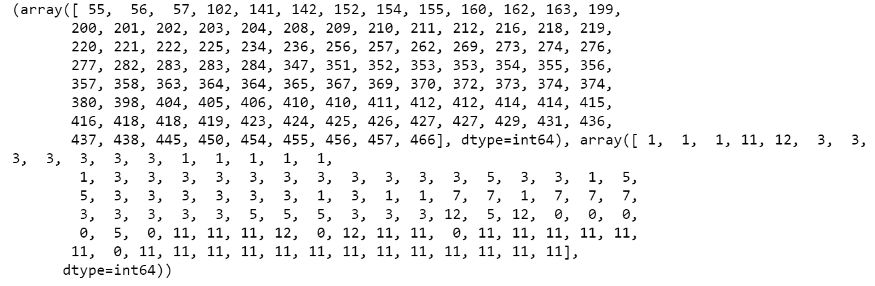 (array([ 55,  56,  57, 102, 141, 142, 152, 154, 155, 160, 162, 163, 199,
       200, 201, 202, 203, 204, 208, 209, 210, 211, 212, 216, 218, 219,
       220, 221, 222, 225, 234, 236, 256, 257, 262, 269, 273, 274, 276,
       277, 282, 283, 283, 284, 347, 351, 352, 353, 353, 354, 355, 356,
       357, 358, 363, 364, 364, 365, 367, 369, 370, 372, 373, 374, 374,
       380, 398, 404, 405, 406, 410, 410, 411, 412, 412, 414, 414, 415,
       416, 418, 418, 419, 423, 424, 425, 426, 427, 427, 429, 431, 436,
       437, 438, 445, 450, 454, 455, 456, 457, 466], dtype=int64), array([ 1,  1,  1, 11, 12,  3,  3,
3,  3,  3,  3,  3,  1,  1,  1,  1,  1,
        1,  3,  3,  3,  3,  3,  3,  3,  3,  3,  3,  5,  3,  3,  1,  5,
        5,  3,  3,  3,  3,  3,  3,  1,  3,  1,  1,  7,  7,  1,  7,  7,  7,
        3,  3,  3,  3,  3,  5,  5,  5,  3,  3,  3, 12,  5, 12,  0,  0,  0,
        0,  5,  0, 11, 11, 11, 12,  0, 12, 11, 11,  0, 11, 11, 11, 11, 11,
       11,  0, 11, 11, 11, 11, 11, 11, 11, 11, 11, 11, 11, 11, 11],
      dtype=int64))